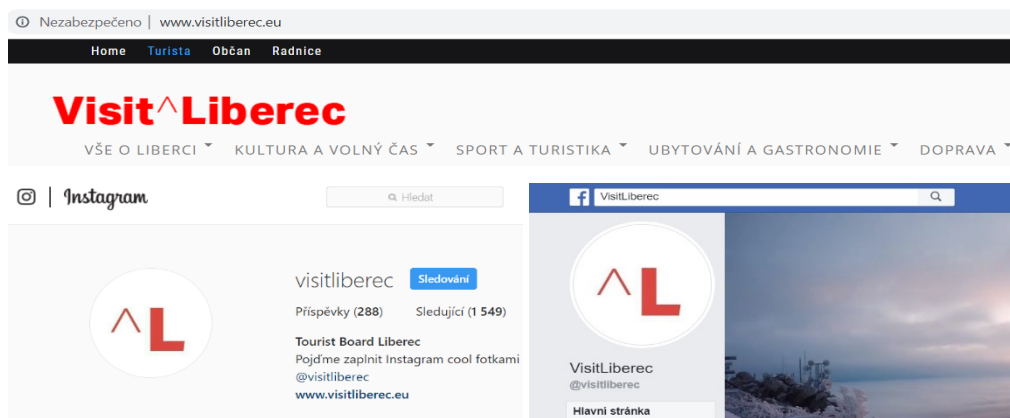 Nezabezpečeno | www.visitliberec.eu
Home Turista Občan Radnice
Visit^Liberec
VŠE O LIBERCI KULTURA A VOLNÝ ČAS SPORT A TURISTIKA UBYTOVÁNÍ A GASTRONOMIE DOPRAVA
Instagram
Hledat
^L
visitliberec Sledování
Příspěvky (288) Sledující (1 549)
Tourist Board Liberec
Pojďme zaplnit Instagram cool fotkami
@visitliberec
www.visitliberec.eu
f VisitLiberec
^L
VisitLiberec
@visitliberec
Hlavní stránka